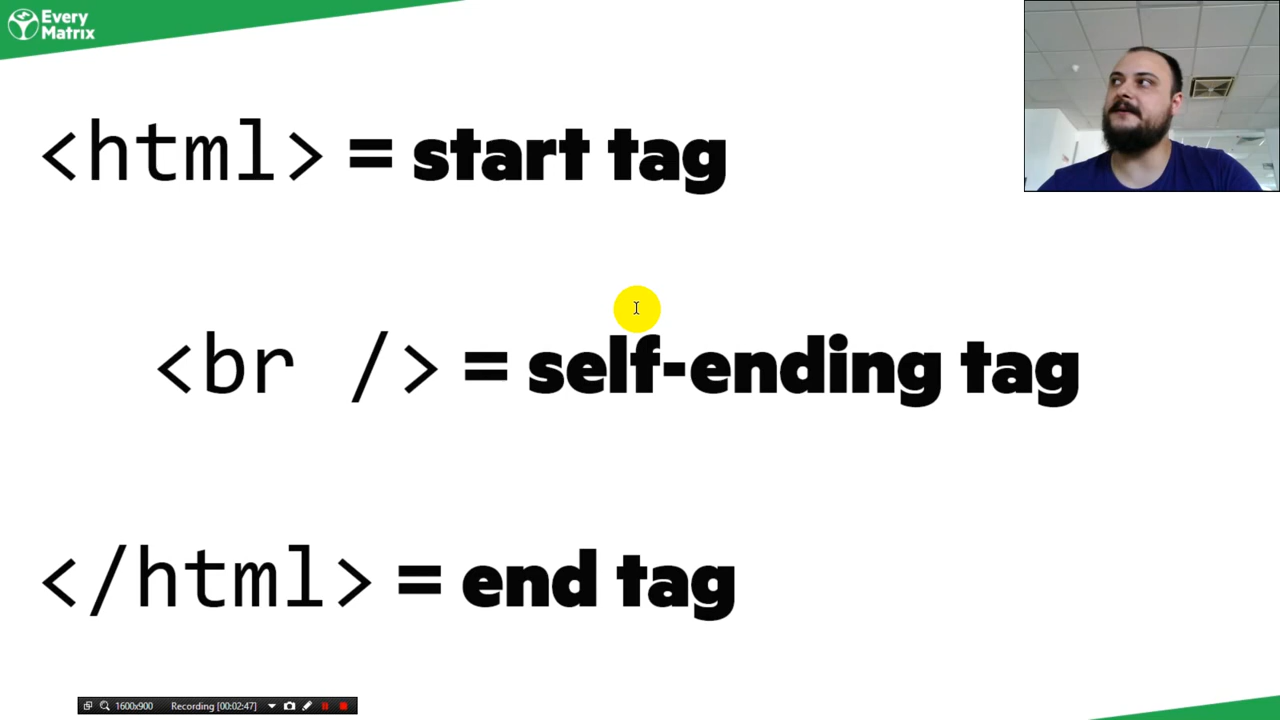 Every
Matrix
<html> = start tag
<br /> = self-ending tag
</html> = end tag
1600x900 Recording [00:02:47]